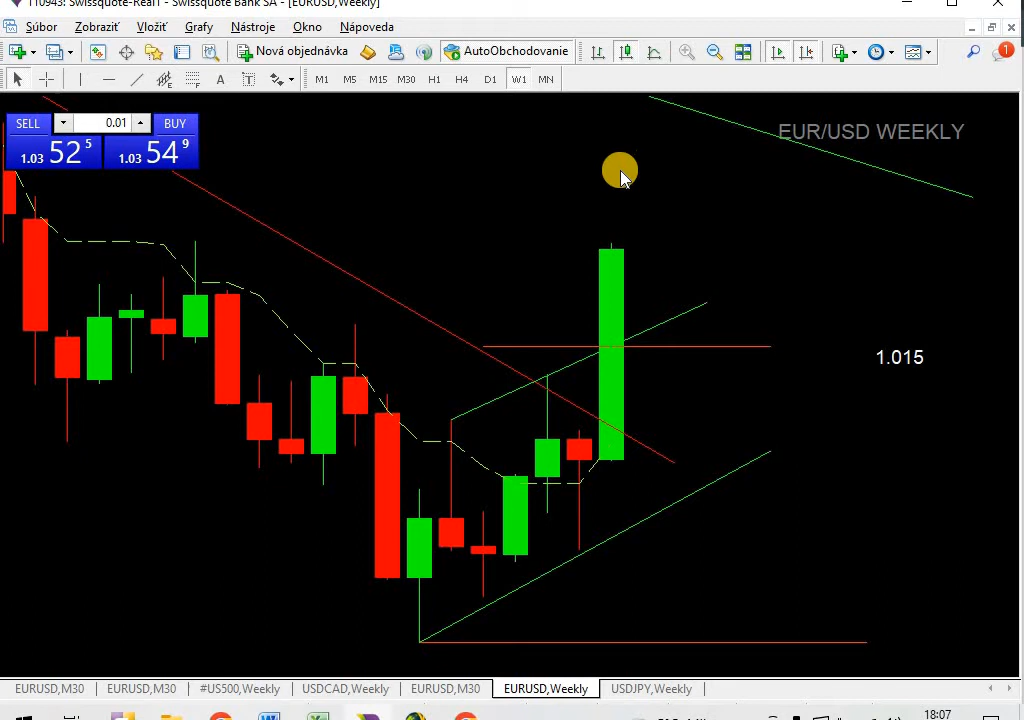 110943: Swissquote-Real1 - Swissquote Bank SA - [EURUSD,Weekly]
Súbor Zobraziť Vložiť Grafy Nástroje Okno Nápoveda
Nová objednávka AutoObchodovanie 1
A T M1 M5 M15 M30 H1 H4 D1 W1 MN
SELL 0.01 BUY
1.03 52 5 1.03 54 9
EUR/USD WEEKLY
1.015
EURUSD,M30 EURUSD,M30 #US500,Weekly USDCAD,Weekly EURUSD,M30 EURUSD,Weekly USDJPY,Weekly
18:07